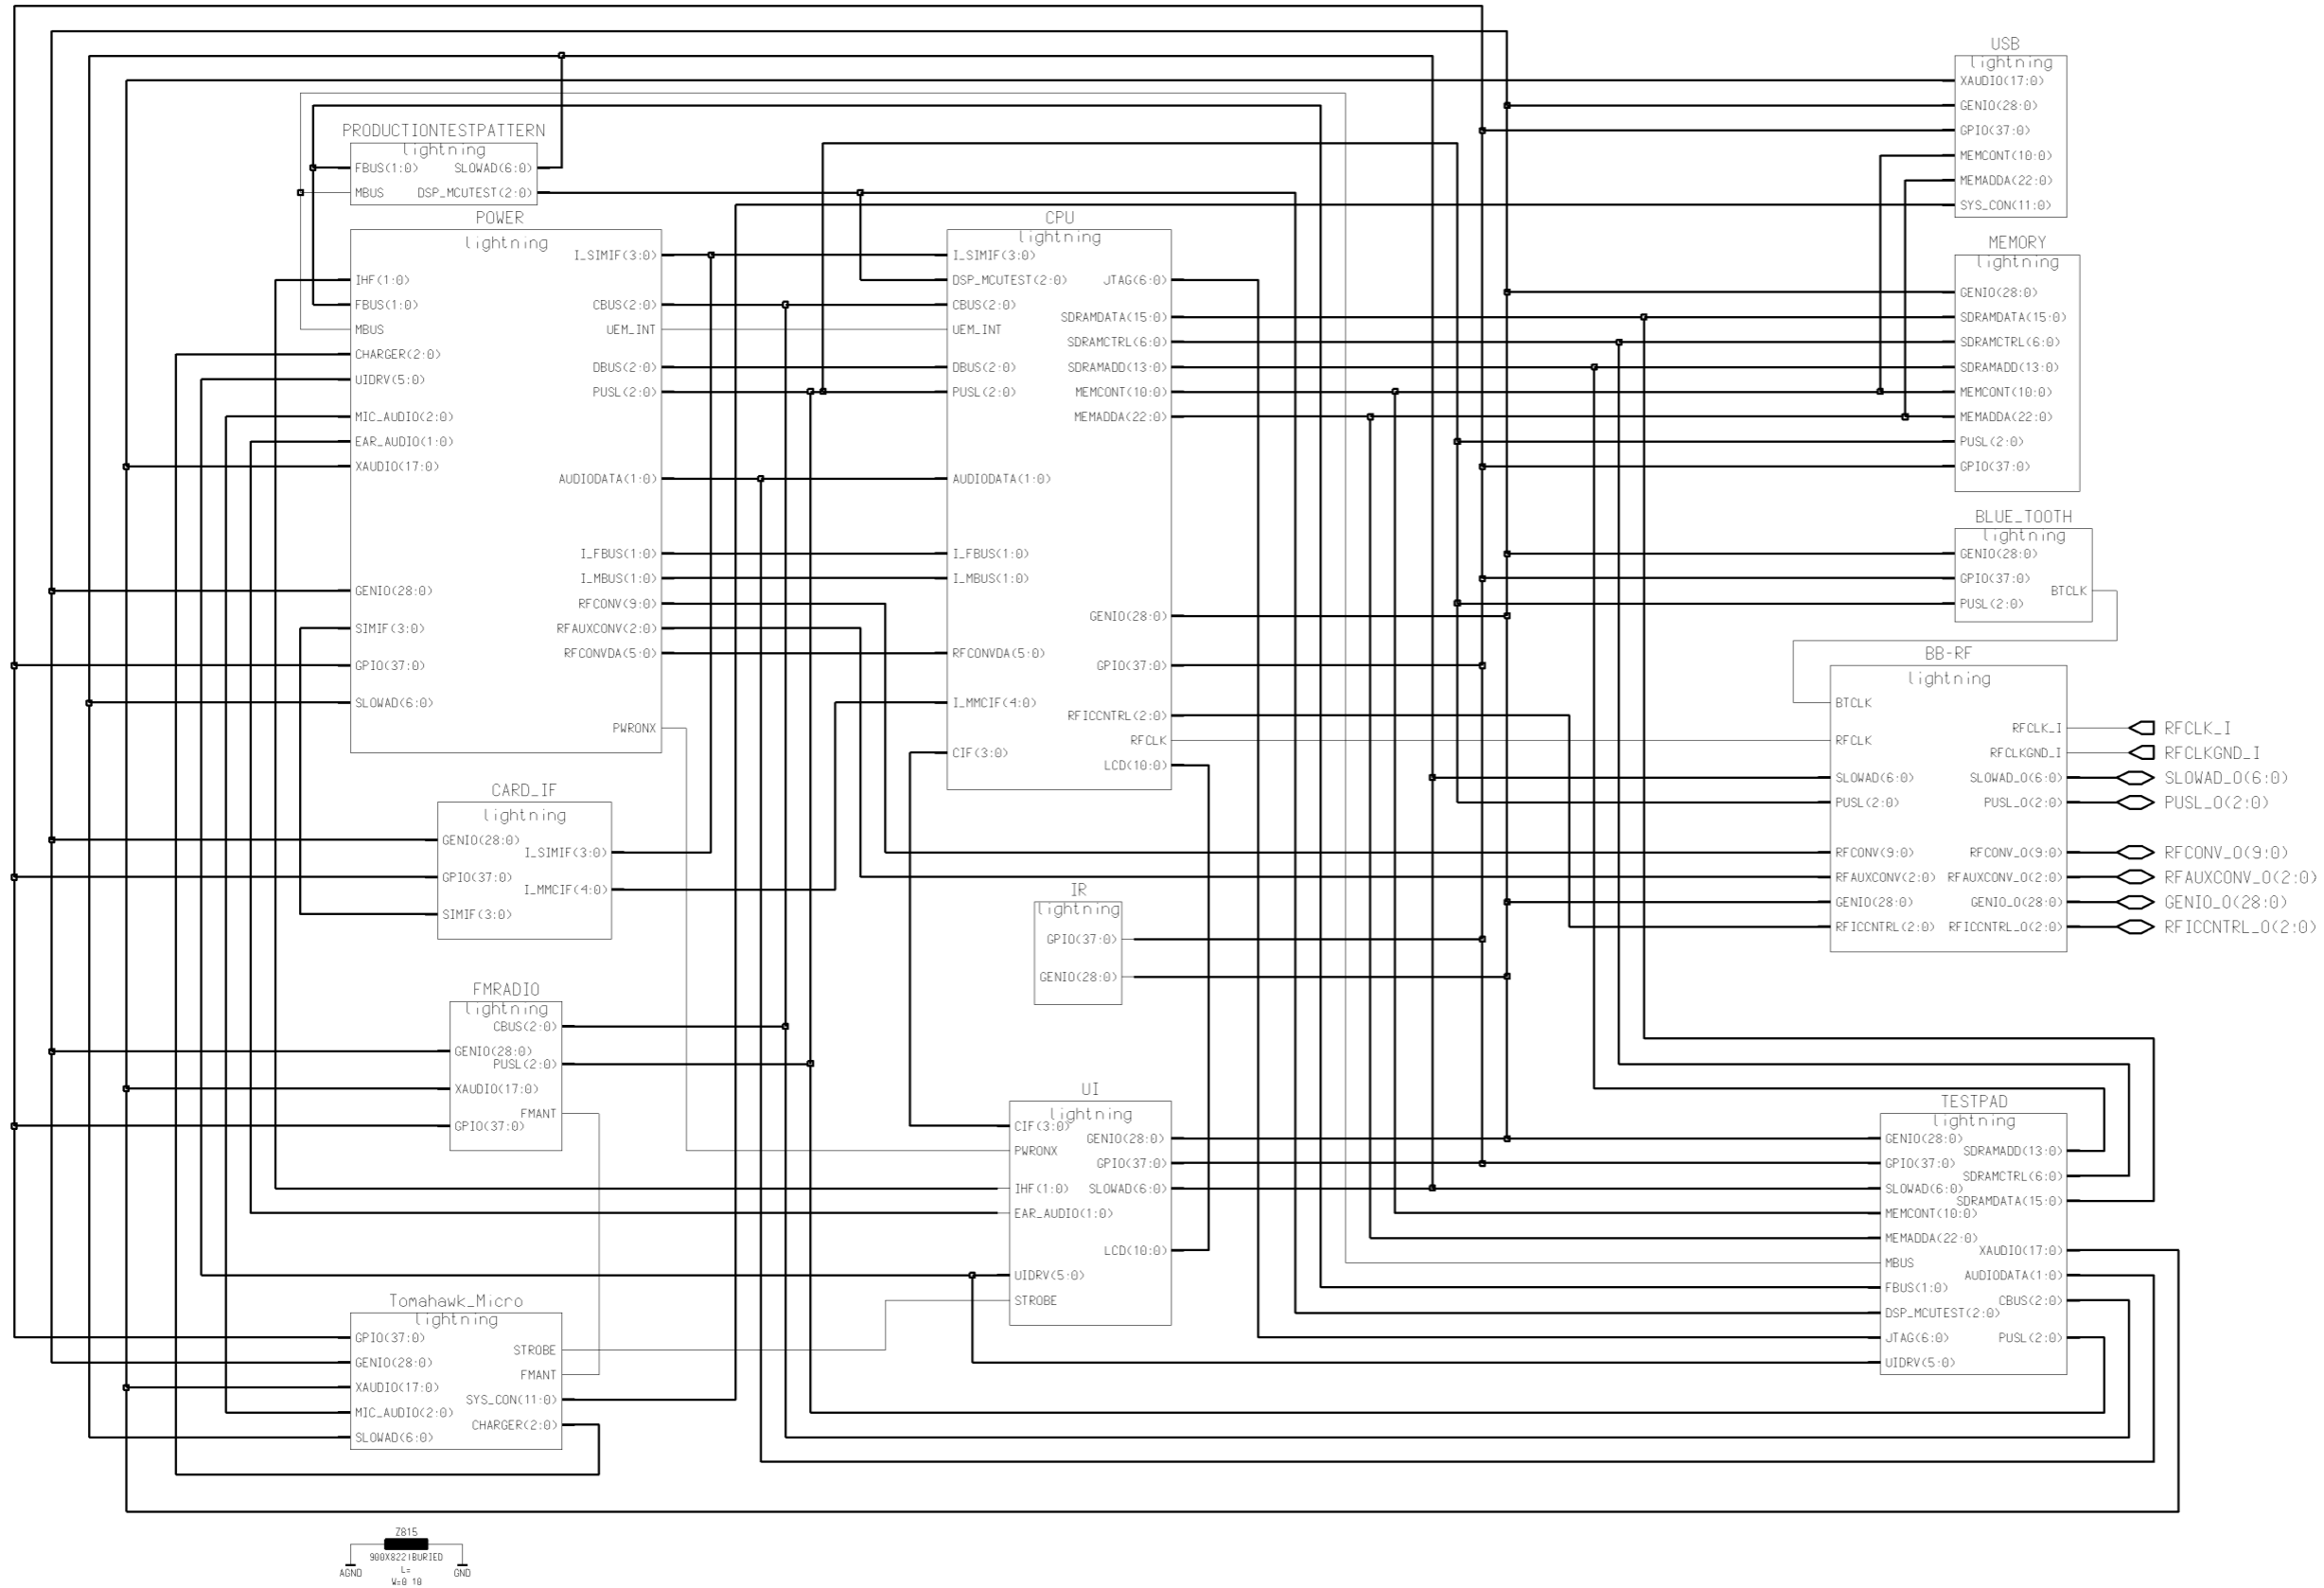 USB
lightning
XAUDIO(17:0)
GENIO(28:0)
GPIO(37:0)
MEMCONT(10:0)
MEMADDA(22:0)
SYS_CON(11:0)
PRODUCTIONTESTPATTERN
lightning
FBUS(1:0) SLOWAD(6:0)
MBUS DSP_MCUTEST(2:0)
POWER
lightning
I_SIMIF(3:0)
IHF(1:0)
FBUS(1:0) CBUS(2:0)
MBUS UEM_INT
CHARGER(2:0)
DBUS(2:0)
UIDRV(5:0)
PUSL(2:0)
MIC_AUDIO(2:0)
EAR_AUDIO(1:0)
XAUDIO(17:0)
AUDIODATA(1:0)
I_FBUS(1:0)
I_MBUS(1:0)
GENIO(28:0)
RFCONV(9:0)
SIMIF(3:0) RFAUXCONV(2:0)
RFCONVDA(5:0)
GPIO(37:0)
SLOWAD(6:0)
PWRONX
CPU
lightning
I_SIMIF(3:0)
DSP_MCUTEST(2:0) JTAG(6:0)
CBUS(2:0)
SDRAMDATA(15:0)
UEM_INT
SDRAMCTRL(6:0)
DBUS(2:0) SDRAMADD(13:0)
PUSL(2:0) MEMCONT(10:0)
MEMADDA(22:0)
AUDIODATA(1:0)
I_FBUS(1:0)
I_MBUS(1:0)
GENIO(28:0)
RFCONVDA(5:0)
GPIO(37:0)
I_MMCIF(4:0)
RFICCNTRL(2:0)
RFCLK
CIF(3:0)
LCD(10:0)
MEMORY
lightning
GENIO(28:0)
SDRAMDATA(15:0)
SDRAMCTRL(6:0)
SDRAMADD(13:0)
MEMCONT(10:0)
MEMADDA(22:0)
PUSL(2:0)
GPIO(37:0)
BLUE_TOOTH
lightning
GENIO(28:0)
GPIO(37:0)
BTCLK
PUSL(2:0)
BB-RF
lightning
BTCLK
RFCLK_I RFCLK_I
RFCLK
RFCLKGND_I RFCLKGND_I
SLOWAD(6:0) SLOWAD_O(6:0) SLOWAD_O(6:0)
PUSL(2:0) PUSL_O(2:0) PUSL_O(2:0)
RFCONV(9:0) RFCONV_O(9:0) RFCONV_O(9:0)
RFAUXCONV(2:0) RFAUXCONV_O(2:0) RFAUXCONV_O(2:0)
GENIO(28:0) GENIO_O(28:0) GENIO_O(28:0)
RFICCNTRL(2:0) RFICCNTRL_O(2:0) RFICCNTRL_O(2:0)
CARD_IF
lightning
GENIO(28:0)
I_SIMIF(3:0)
GPIO(37:0)
I_MMCIF(4:0)
SIMIF(3:0)
IR
lightning
GPIO(37:0)
GENIO(28:0)
FMRADIO
lightning
CBUS(2:0)
GENIO(28:0)
PUSL(2:0)
XAUDIO(17:0)
FMANT
GPIO(37:0)
UI
lightning
CIF(3:0)
GENIO(28:0)
PWRONX
GPIO(37:0)
IHF(1:0) SLOWAD(6:0)
EAR_AUDIO(1:0)
LCD(10:0)
UIDRV(5:0)
STROBE
TESTPAD
lightning
GENIO(28:0)
SDRAMADD(13:0)
GPIO(37:0)
SDRAMCTRL(6:0)
SLOWAD(6:0)
SDRAMDATA(15:0)
MEMCONT(10:0)
MEMADDA(22:0)
XAUDIO(17:0)
MBUS
AUDIODATA(1:0)
FBUS(1:0)
CBUS(2:0)
DSP_MCUTEST(2:0)
JTAG(6:0) PUSL(2:0)
UIDRV(5:0)
Tomahawk_Micro
lightning
GPIO(37:0)
STROBE
GENIO(28:0)
FMANT
XAUDIO(17:0)
SYS_CON(11:0)
MIC_AUDIO(2:0)
CHARGER(2:0)
SLOWAD(6:0)
Z815
900X822|BURIED
AGND L= GND
W=0 10